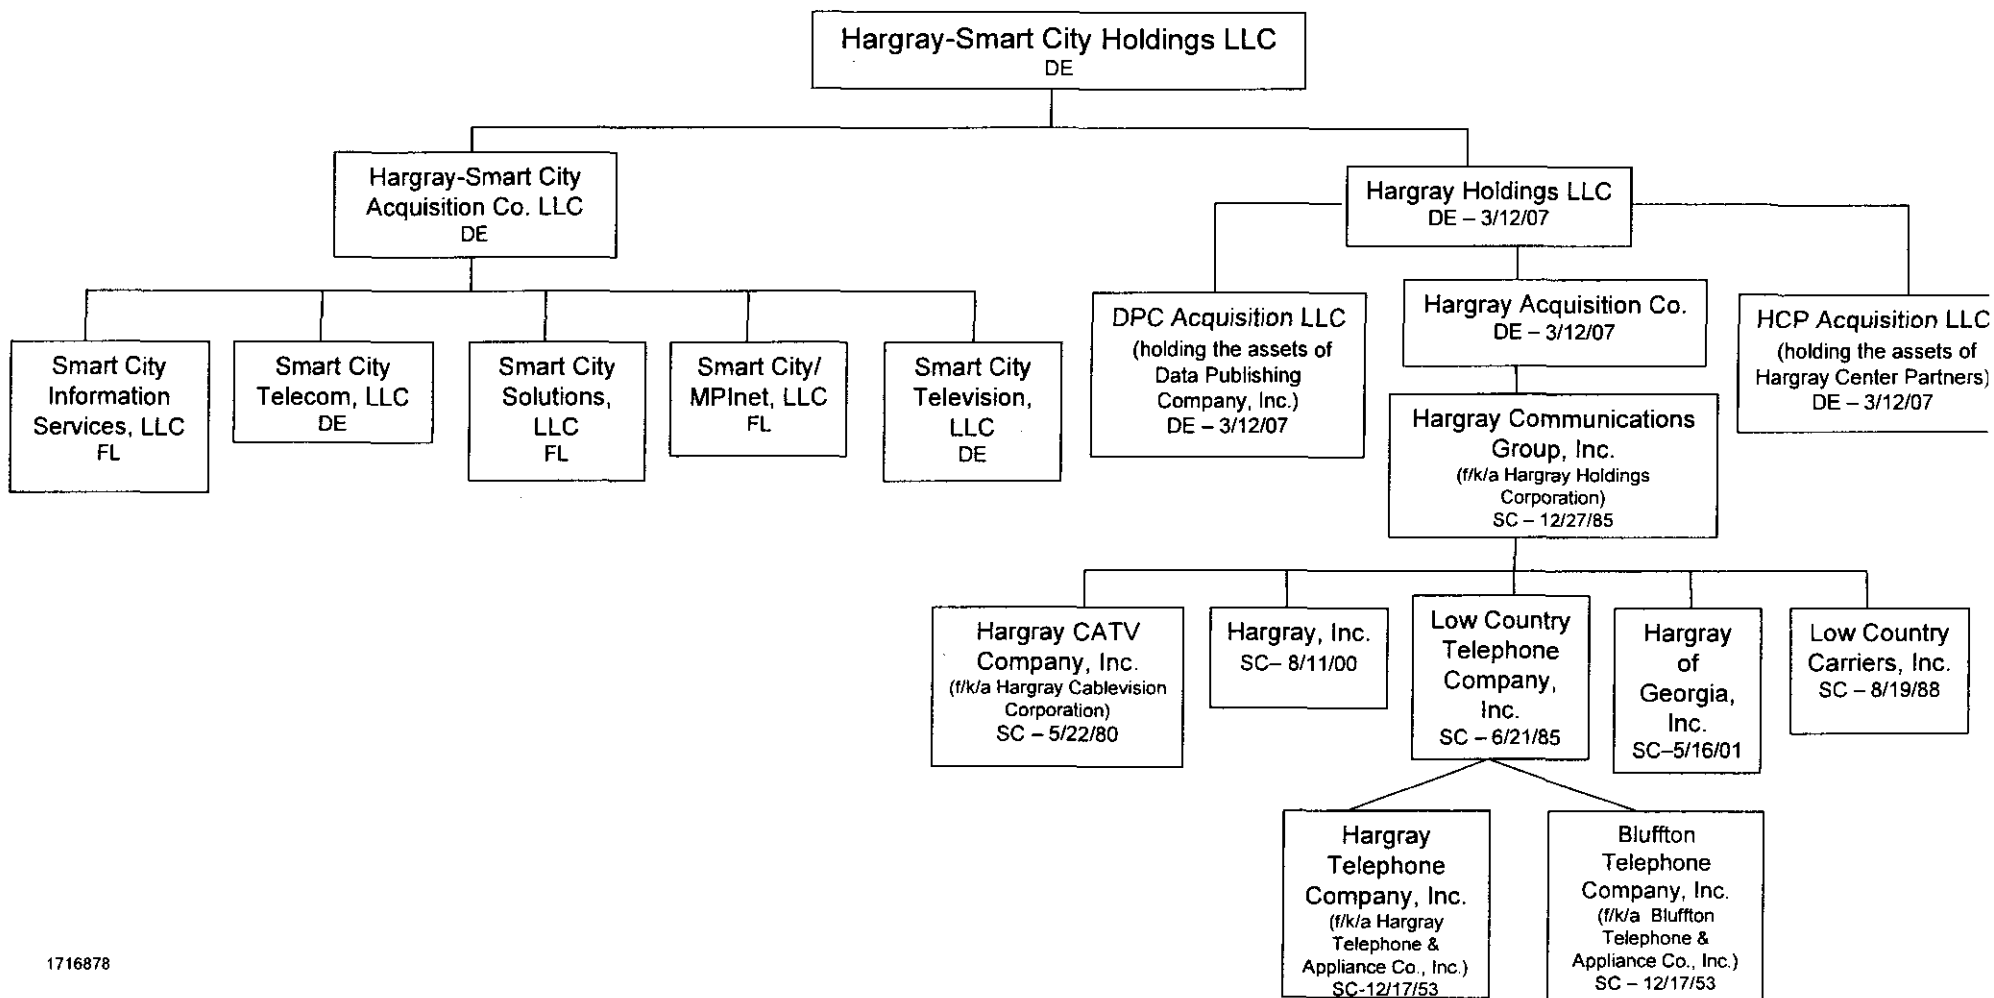 Hargray-Smart City Holdings LLC
DE
Hargray-Smart City
Acquisition Co. LLC
DE
Hargray Holdings LLC
DE – 3/12/07
Smart City
Information
Services, LLC
FL
Smart City
Telecom, LLC
DE
Smart City
Solutions,
LLC
FL
Smart City/
MPInet, LLC
FL
Smart City
Television,
LLC
DE
DPC Acquisition LLC
(holding the assets of
Data Publishing
Company, Inc.)
DE – 3/12/07
Hargray Acquisition Co.
DE – 3/12/07
HCP Acquisition LLC
(holding the assets of
Hargray Center Partners)
DE – 3/12/07
Hargray Communications
Group, Inc.
(f/k/a Hargray Holdings
Corporation)
SC – 12/27/85
Hargray CATV
Company, Inc.
(f/k/a Hargray Cablevision
Corporation)
SC – 5/22/80
Hargray, Inc.
SC– 8/11/00
Low Country
Telephone
Company,
Inc.
SC – 6/21/85
Hargray
of
Georgia,
Inc.
SC–5/16/01
Low Country
Carriers, Inc.
SC – 8/19/88
Hargray
Telephone
Company, Inc.
(f/k/a Hargray
Telephone &
Appliance Co., Inc.)
SC-12/17/53
Bluffton
Telephone
Company, Inc.
(f/k/a Bluffton
Telephone &
Appliance Co., Inc.)
SC – 12/17/53
1716878